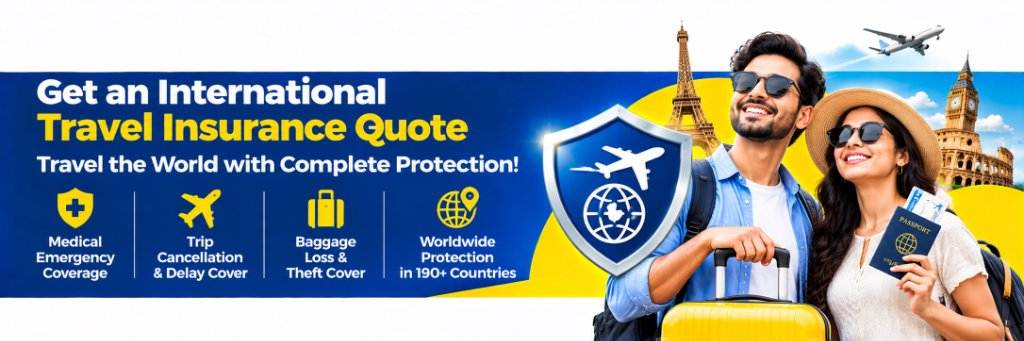 Get an International
Travel Insurance Quote
Travel the World with Complete Protection!
Medical
Emergency
Coverage
Trip
Cancellation
& Delay Cover
Baggage
Loss &
Theft Cover
Worldwide
Protection
in 190+ Countries
PASSPORT